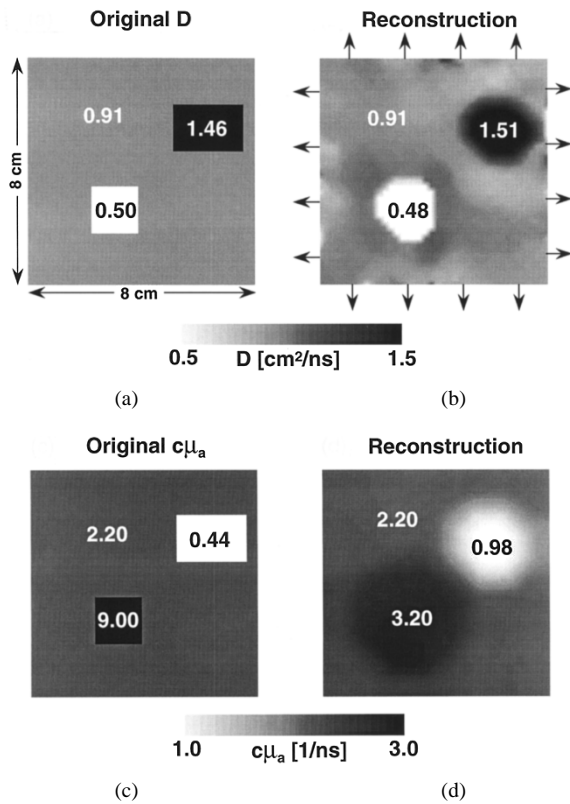 Original D
Reconstruction
8 cm
0.91
1.46
0.50
8 cm
0.91
1.51
0.48
0.5
D [cm²/ns]
1.5
(a)
(b)
Original cμa
Reconstruction
2.20
0.44
9.00
2.20
0.98
3.20
1.0
cμa [1/ns]
3.0
(c)
(d)